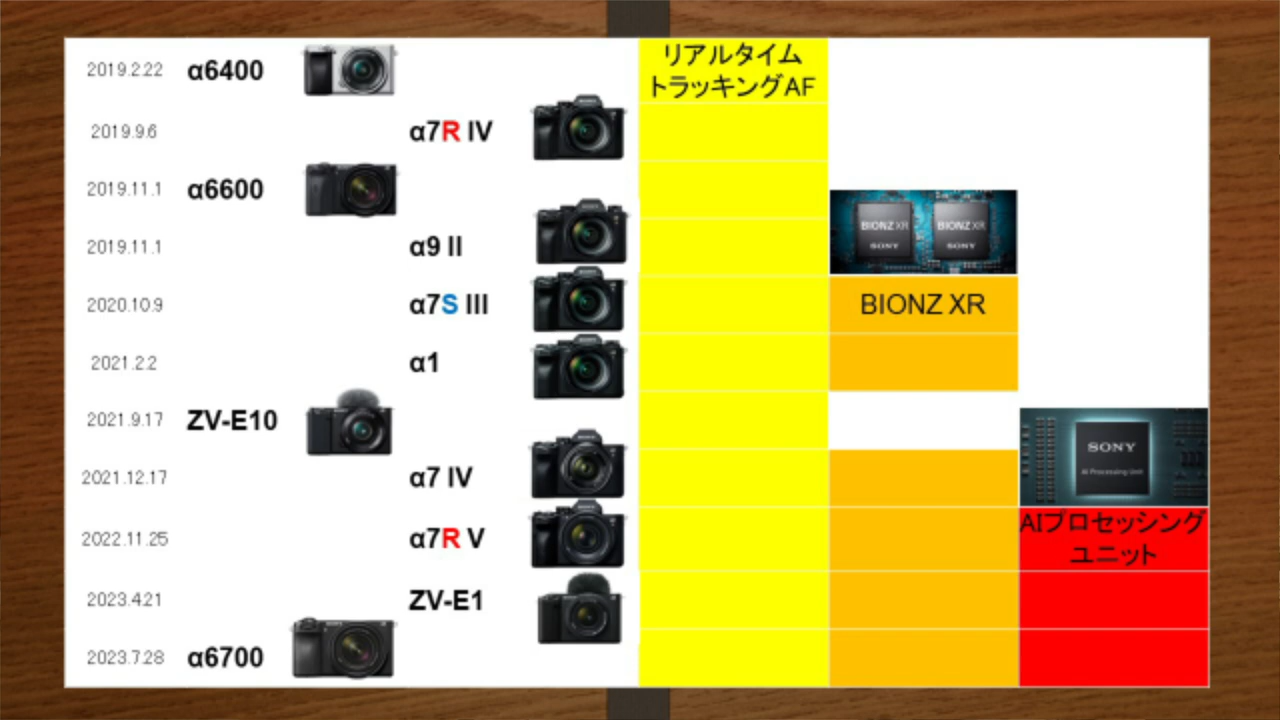 2019.2.22 α6400 リアルタイム
トラッキングAF
2019.9.6 α7R IV
2019.11.1 α6600
BIONZ XR BIONZ XR
SONY SONY
2019.11.1 α9 II
2020.10.9 α7S III BIONZ XR
2021.2.2 α1
2021.9.17 ZV-E10
SONY
AI Processing Unit
2021.12.17 α7 IV
2022.11.25 α7R V AIプロセッシング
ユニット
2023.4.21 ZV-E1
2023.7.28 α6700